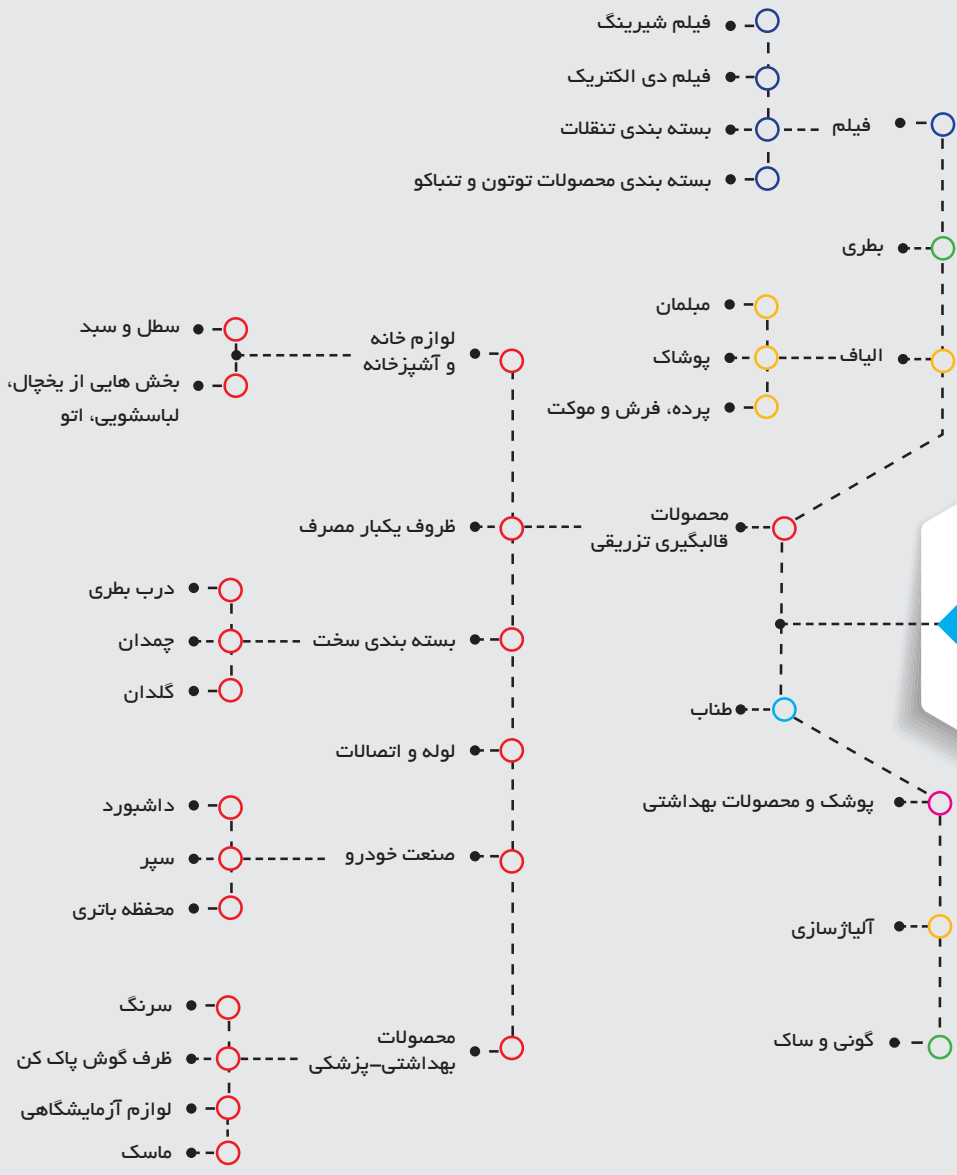 فیلم
فیلم شیرینگ
فیلم دی الکتریک
بسته بندی تنقلات
بسته بندی محصولات توتون و تنباکو
بطری
الیاف
مبلمان
پوشاک
پرده، فرش و موکت
محصولات
قالبگیری تزریقی
لوازم خانه
و آشپزخانه
سطل و سبد
بخش هایی از یخچال،
لباسشویی، اتو
ظروف یکبار مصرف
بسته بندی سخت
درب بطری
چمدان
گلدان
لوله و اتصالات
صنعت خودرو
داشبورد
سپر
محفظه باتری
محصولات
بهداشتی-پزشکی
سرنگ
ظرف گوش پاک کن
لوازم آزمایشگاهی
ماسک
طناب
پوشک و محصولات بهداشتی
آلیاژسازی
گونی و ساک